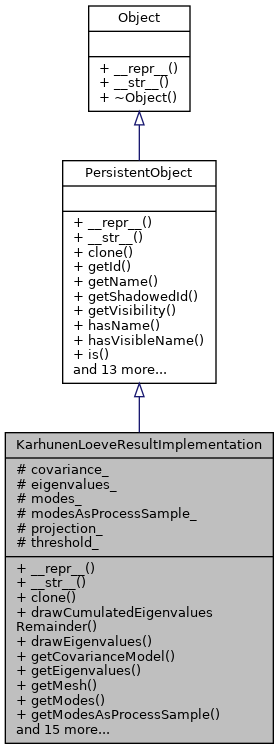 Object
+ __repr__()
+ __str__()
+ ~Object()
PersistentObject
+ __repr__()
+ __str__()
+ clone()
+ getId()
+ getName()
+ getShadowedId()
+ getVisibility()
+ hasName()
+ hasVisibleName()
+ is()
and 13 more...
KarhunenLoeveResultImplementation
# covariance_
# eigenvalues_
# modes_
# modesAsProcessSample_
# projection_
# threshold_
+ __repr__()
+ __str__()
+ clone()
+ drawCumulatedEigenvalues
Remainder()
+ drawEigenvalues()
+ getCovarianceModel()
+ getEigenvalues()
+ getMesh()
+ getModes()
+ getModesAsProcessSample()
and 15 more...